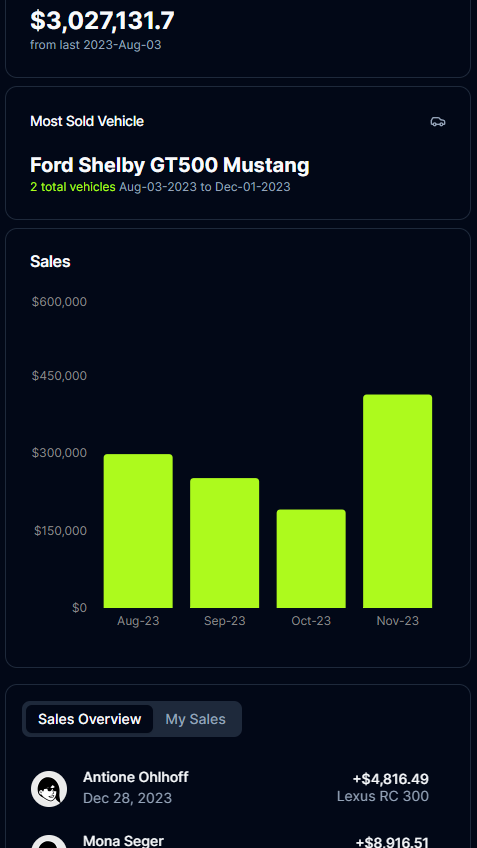 $3,027,131.7
from last 2023-Aug-03
Most Sold Vehicle
Ford Shelby GT500 Mustang
2 total vehicles Aug-03-2023 to Dec-01-2023
Sales
$600,000
$450,000
$300,000
$150,000
$0
Aug-23 Sep-23 Oct-23 Nov-23
Sales Overview My Sales
Antione Ohlhoff +$4,816.49
Dec 28, 2023 Lexus RC 300
Mona Seger +$8,916.51